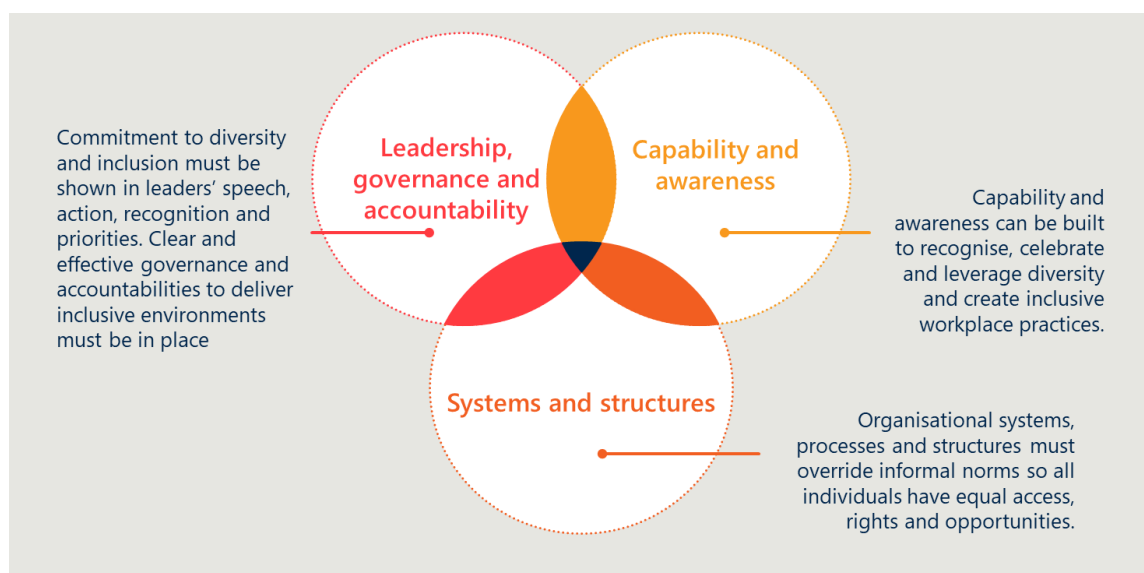 Commitment to diversity
and inclusion must be
shown in leaders’ speech,
action, recognition and
priorities. Clear and
effective governance and
accountabilities to deliver
inclusive environments
must be in place
Leadership,
governance and
accountability
Capability and
awareness
Capability and
awareness can be built
to recognise, celebrate
and leverage diversity
and create inclusive
workplace practices.
Systems and structures
Organisational systems,
processes and structures must
override informal norms so all
individuals have equal access,
rights and opportunities.